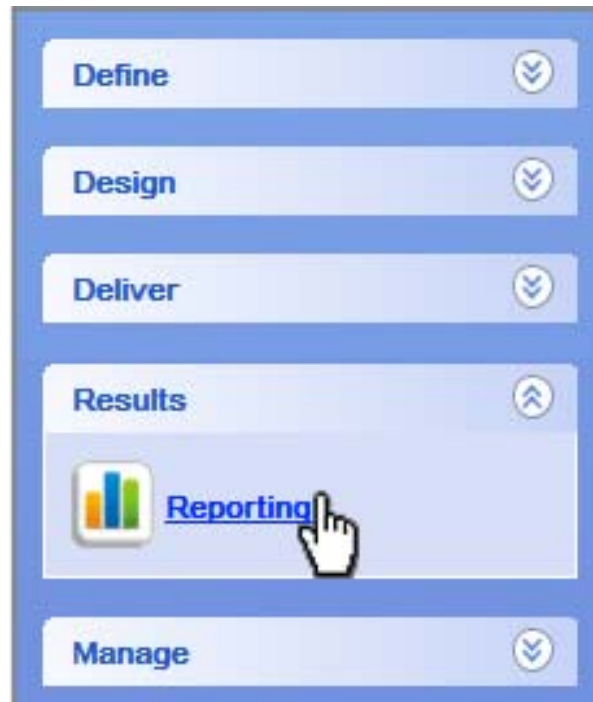 Define
Design
Deliver
Results
Reporting
Manage